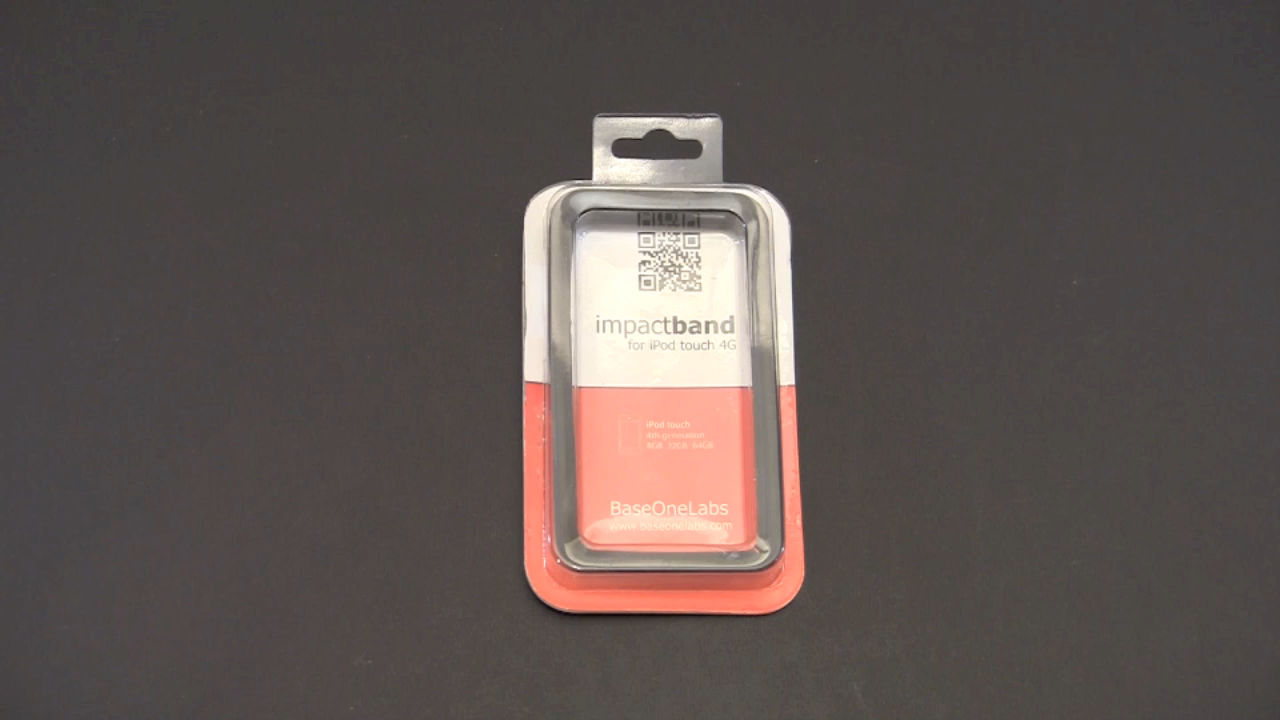 impactband
for iPod touch 4G
iPod touch
4th generation
8GB 32GB 64GB
BaseOneLabs
www.baseonelabs.com